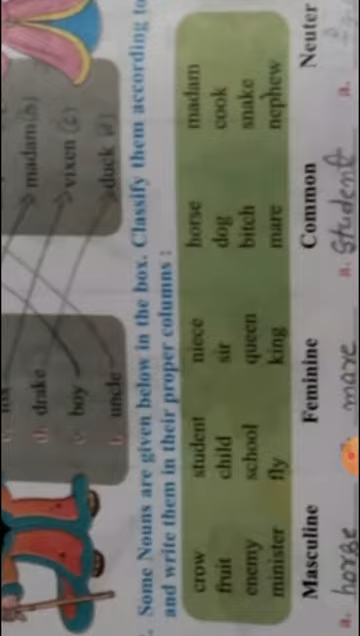 madam (b)
vixen (c)
duck (d)
d. drake
e. boy
f. uncle
Some Nouns are given below in the box. Classify them according to
and write them in their proper columns :
crow student niece horse madam
fruit child sir dog cook
enemy school queen bitch snake
minister fly king mare nephew
Masculine Feminine Common Neuter
a. horse mare a. student a.